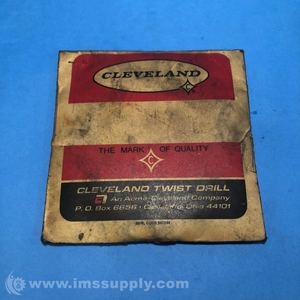 CLEVELAND
C
THE MARK OF QUALITY
C
CLEVELAND TWIST DRILL
An Acme-Cleveland Company
P.O. Box 6656 · Cleveland, Ohio 44101
www.imssupply.com